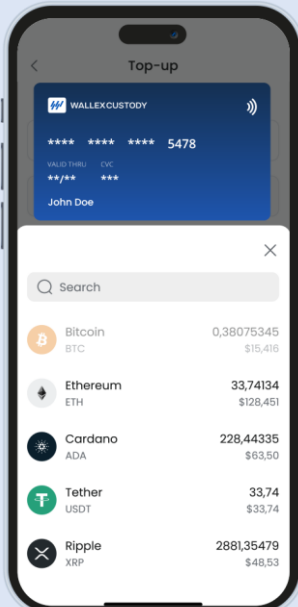 Top-up
WALLEXCUSTODY
**** **** **** 5478
VALID THRU CVC
**/** ***
John Doe
Search
Bitcoin 0,38075345
BTC $15,416
Ethereum 33,74134
ETH $128,451
Cardano 228,44335
ADA $63,50
Tether 33,74
USDT $33,74
Ripple 2881,35479
XRP $48,53